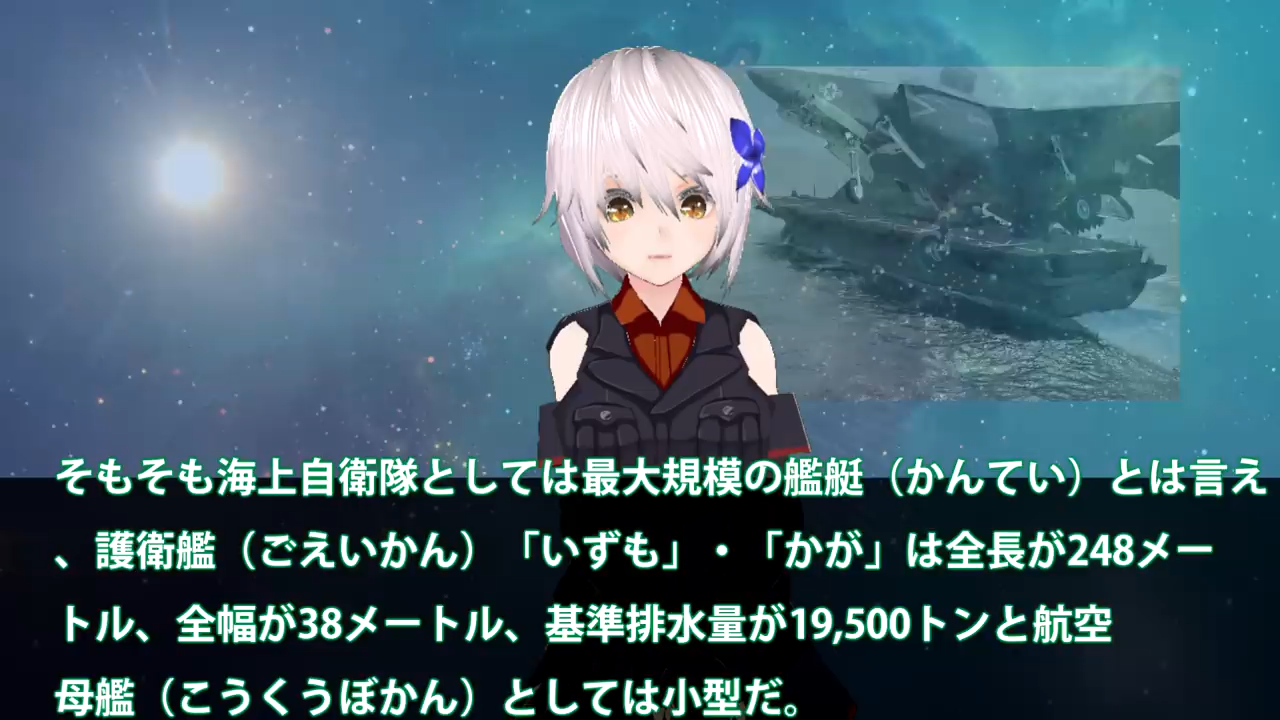 そもそも海上自衛隊としては最大規模の艦艇（かんてい）とは言え
、護衛艦（ごえいかん）「いずも」・「かが」は全長が248メー
トル、全幅が38メートル、基準排水量が19,500トンと航空
母艦（こうくうぼかん）としては小型だ。